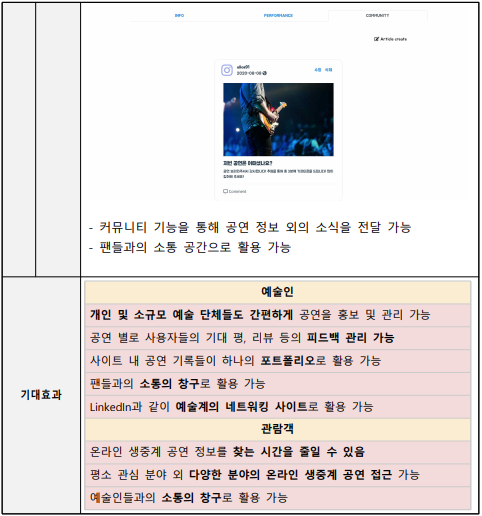 INFO PERFORMANCE COMMUNITY
Article create
2020-08-08
저번 공연은 어떠셨나요?
Comment
- 커뮤니티 기능을 통해 공연 정보 외의 소식을 전달 가능
- 팬들과의 소통 공간으로 활용 가능
기대효과
예술인
개인 및 소규모 예술 단체들도 간편하게 공연을 홍보 및 관리 가능
공연 별로 사용자들의 기대 평, 리뷰 등의 피드백 관리 가능
사이트 내 공연 기록들이 하나의 포트폴리오로 활용 가능
팬들과의 소통의 창구로 활용 가능
LinkedIn과 같이 예술계의 네트워킹 사이트로 활용 가능
관람객
온라인 생중계 공연 정보를 찾는 시간을 줄일 수 있음
평소 관심 분야 외 다양한 분야의 온라인 생중계 공연 접근 가능
예술인들과의 소통의 창구로 활용 가능